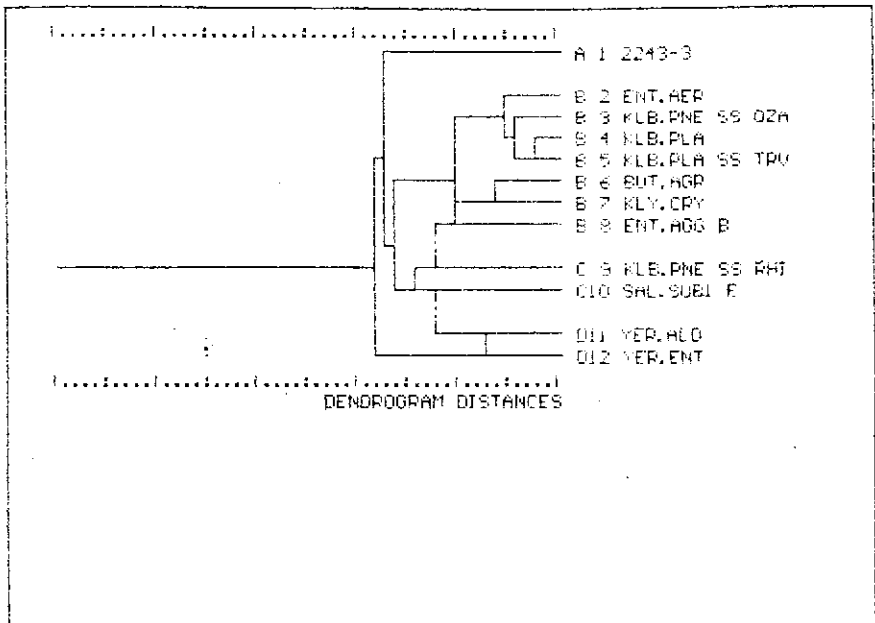 A 1 2243-3
B 2 ENT.AER
B 3 KLB.PNE SS OZA
B 4 KLB.PLA
B 5 KLB.PLA SS TRV
B 6 BUT.AGR
B 7 KLY.CRY
B 8 ENT.AGG B
C 9 KLB.PNE SS RHI
C10 SAL.SUB1 E
D11 YER.ALD
D12 YER.ENT
DENDROGRAM DISTANCES